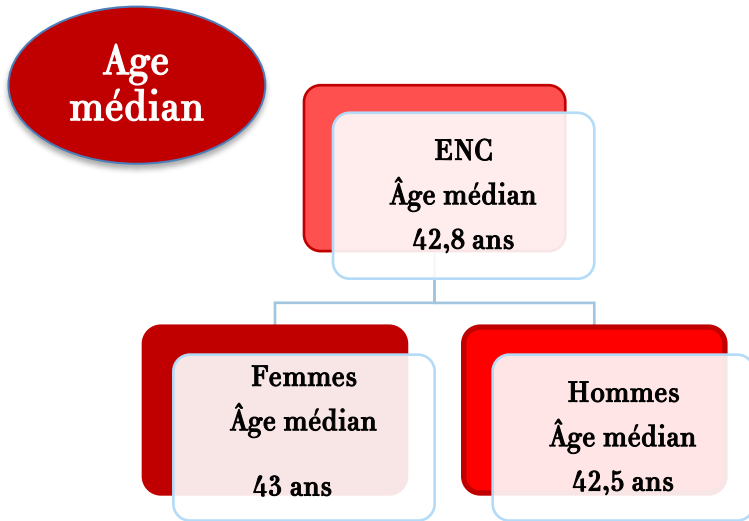 Age
médian
ENC
Âge médian
42,8 ans
Femmes
Âge médian
43 ans
Hommes
Âge médian
42,5 ans